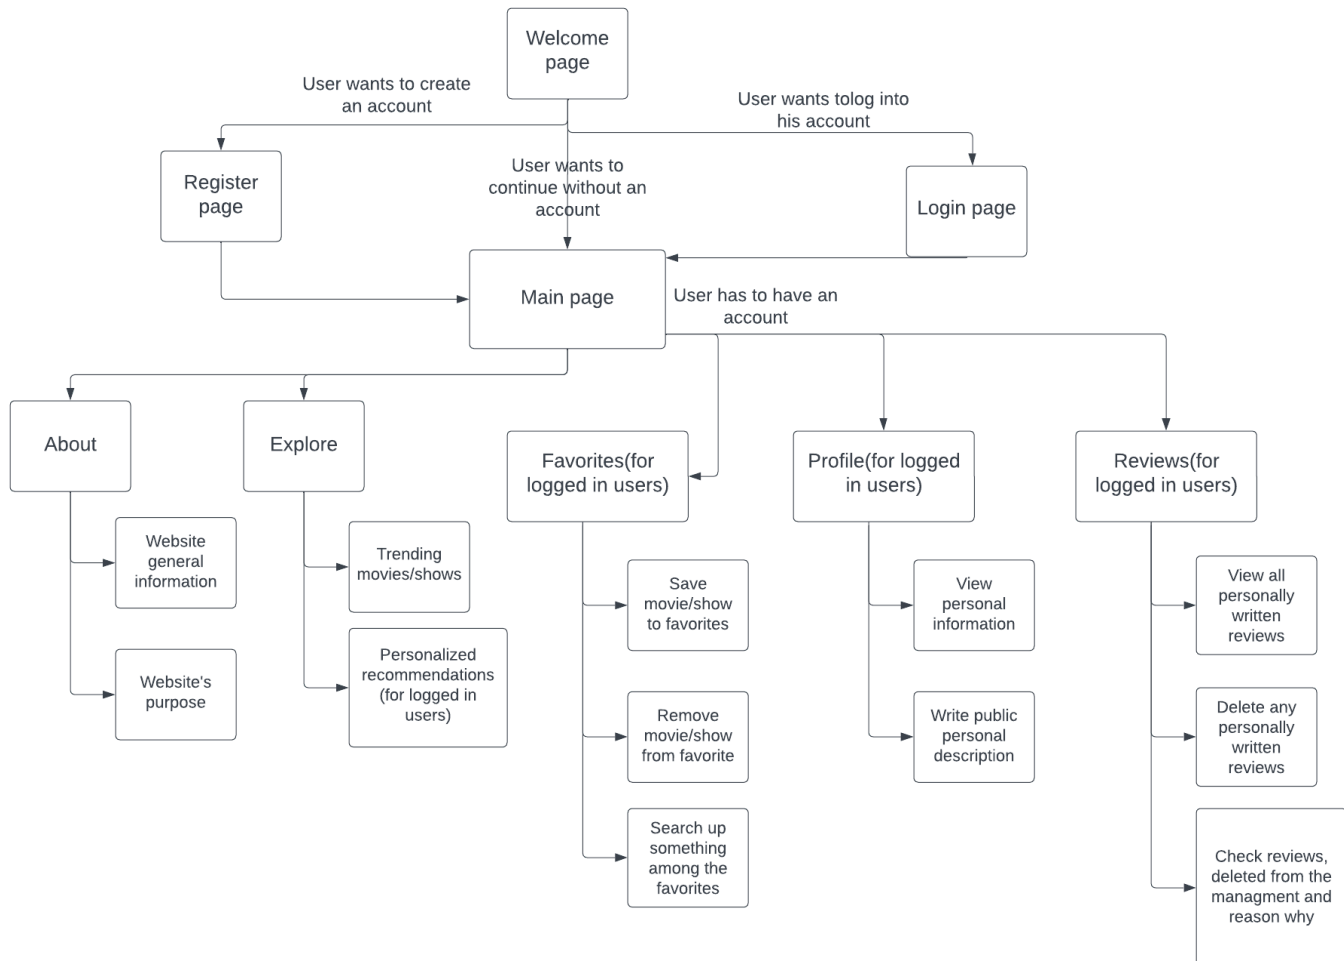 Welcome
page
User wants to create
an account
User wants tolog into
his account
Register
page
User wants to
continue without an
account
Login page
Main page
User has to have an
account
About
Explore
Favorites(for
logged in users)
Profile(for logged
in users)
Reviews(for
logged in users)
Website
general
information
Website's
purpose
Trending
movies/shows
Personalized
recommendations
(for logged in
users)
Save
movie/show
to favorites
Remove
movie/show
from favorite
Search up
something
among the
favorites
View
personal
information
Write public
personal
description
View all
personally
written
reviews
Delete any
personally
written
reviews
Check reviews,
deleted from the
managment and
reason why